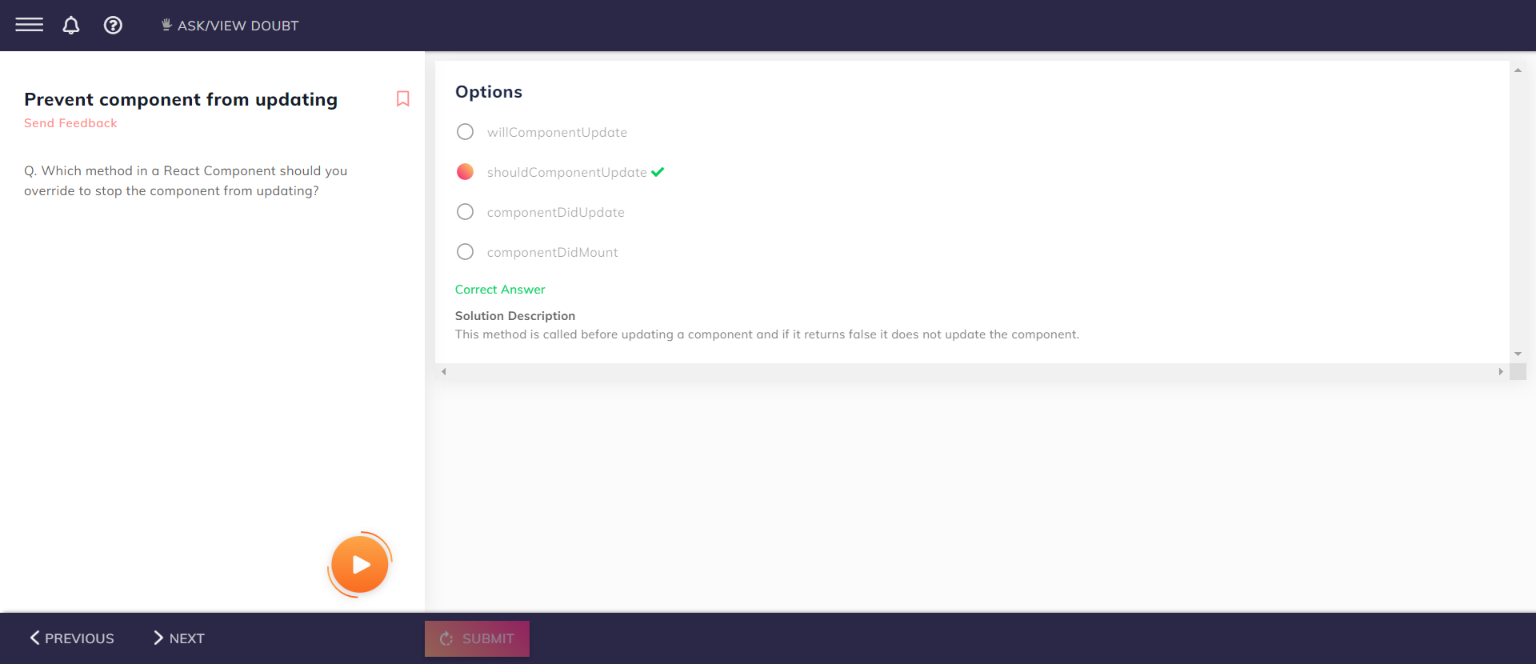 ASK/VIEW DOUBT
Prevent component from updating
Send Feedback
Q. Which method in a React Component should you
override to stop the component from updating?
Options
willComponentUpdate
shouldComponentUpdate
componentDidUpdate
componentDidMount
Correct Answer
Solution Description
This method is called before updating a component and if it returns false it does not update the component.
PREVIOUS NEXT SUBMIT